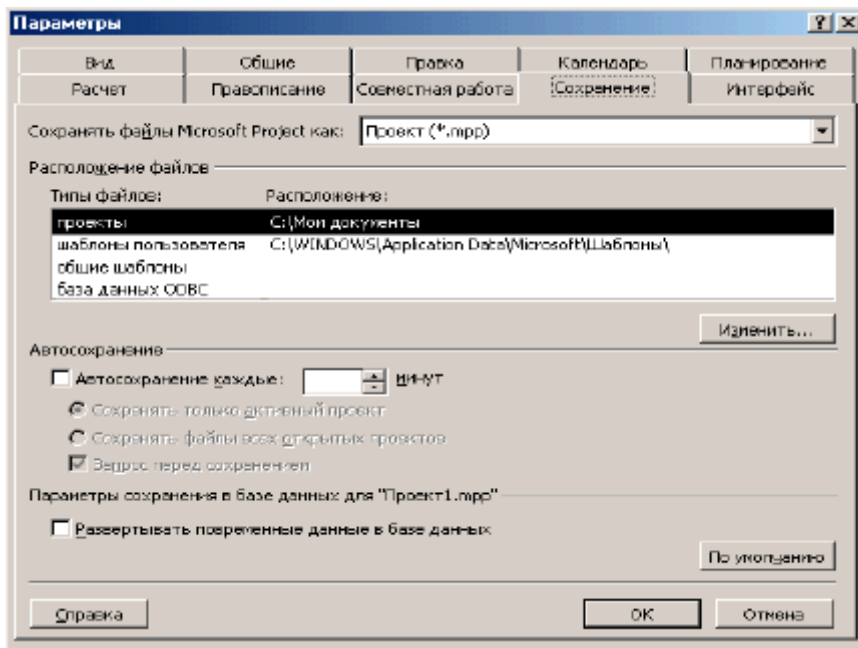 Параметры
Вид Общие Правка Календарь Планирование
Расчет Правописание Совместная работа Сохранение Интерфейс
Сохранять файлы Microsoft Project как: Проект (*.mpp)
Расположение файлов
Типы файлов: Расположение:
проекты C:\Мои документы
шаблоны пользователя C:\WINDOWS\Application Data\Microsoft\Шаблоны\
общие шаблоны
база данных ODBC
Изменить...
Автосохранение
Автосохранение каждые: минут
Сохранять только активный проект
Сохранять файлы всех открытых проектов
Запрос перед сохранением
Параметры сохранения в базе данных для "Проект1.mpp"
Развертывать повременные данные в базе данных
По умолчанию
Справка OK Отмена